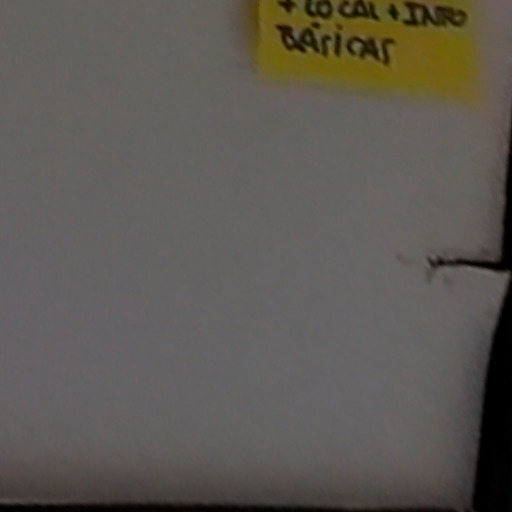 + LOCAL + INFO
BÁSICAS